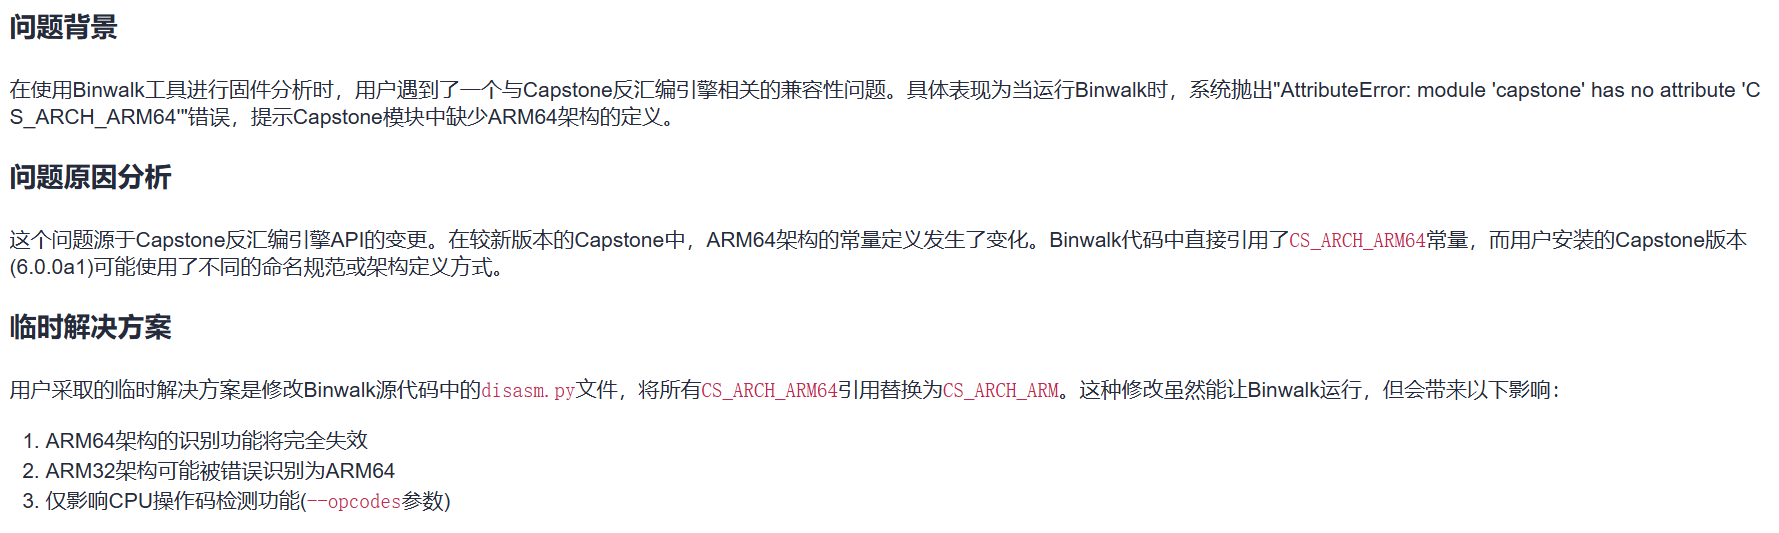 问题背景
在使用Binwalk工具进行固件分析时，用户遇到了一个与Capstone反汇编引擎相关的兼容性问题。具体表现为当运行Binwalk时，系统抛出"AttributeError: module 'capstone' has no attribute 'C
S_ARCH_ARM64'"错误，提示Capstone模块中缺少ARM64架构的定义。
问题原因分析
这个问题源于Capstone反汇编引擎API的变更。在较新版本的Capstone中，ARM64架构的常量定义发生了变化。Binwalk代码中直接引用了CS_ARCH_ARM64常量，而用户安装的Capstone版本
(6.0.0a1)可能使用了不同的命名规范或架构定义方式。
临时解决方案
用户采取的临时解决方案是修改Binwalk源代码中的disasm.py文件，将所有CS_ARCH_ARM64引用替换为CS_ARCH_ARM。这种修改虽然能让Binwalk运行，但会带来以下影响：
1. ARM64架构的识别功能将完全失效
2. ARM32架构可能被错误识别为ARM64
3. 仅影响CPU操作码检测功能(--opcodes参数)